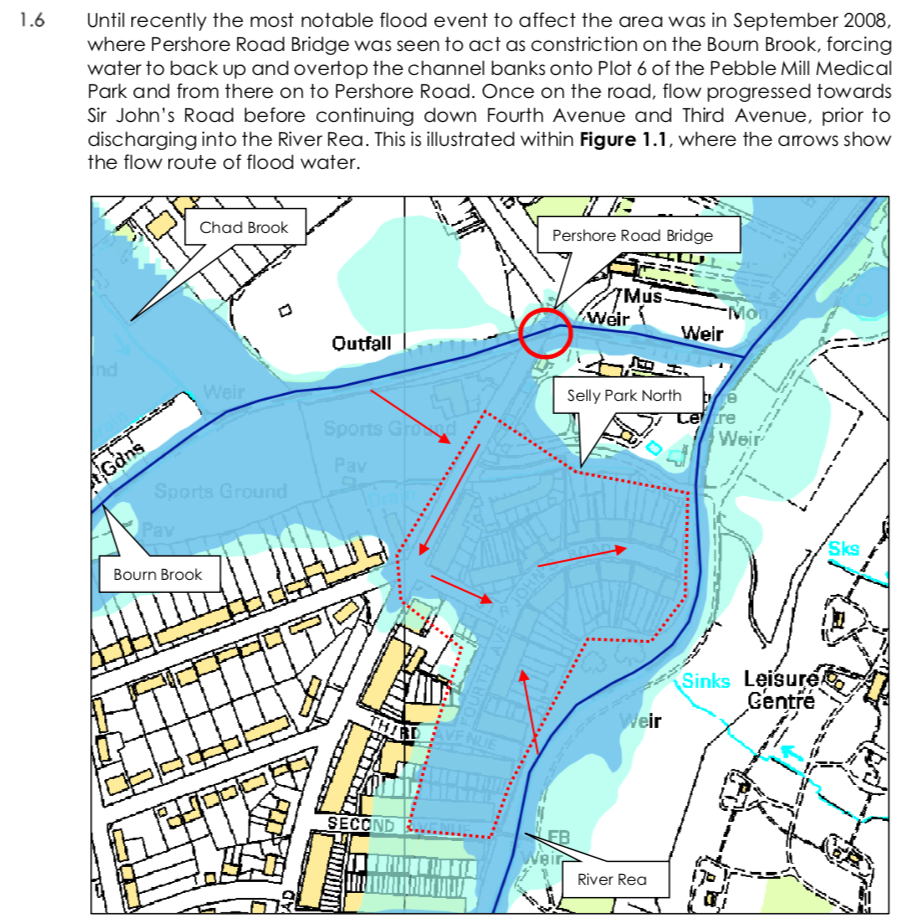 1.6 Until recently the most notable flood event to affect the area was in September 2008,
where Pershore Road Bridge was seen to act as constriction on the Bourn Brook, forcing
water to back up and overtop the channel banks onto Plot 6 of the Pebble Mill Medical
Park and from there on to Pershore Road. Once on the road, flow progressed towards
Sir John's Road before continuing down Fourth Avenue and Third Avenue, prior to
discharging into the River Rea. This is illustrated within Figure 1.1, where the arrows show
the flow route of flood water.
Chad Brook
Pershore Road Bridge
Mus
Mon
Weir
Weir
Outfall
Selly Park North
Weir
Sports Ground
Weir
Gdns
Pav
Sports Ground
Pav
Sks
Bourn Brook
Sinks
Leisure
Centre
Weir
THIRD AVENUE
SECOND AVENUE
FB
Weir
River Rea